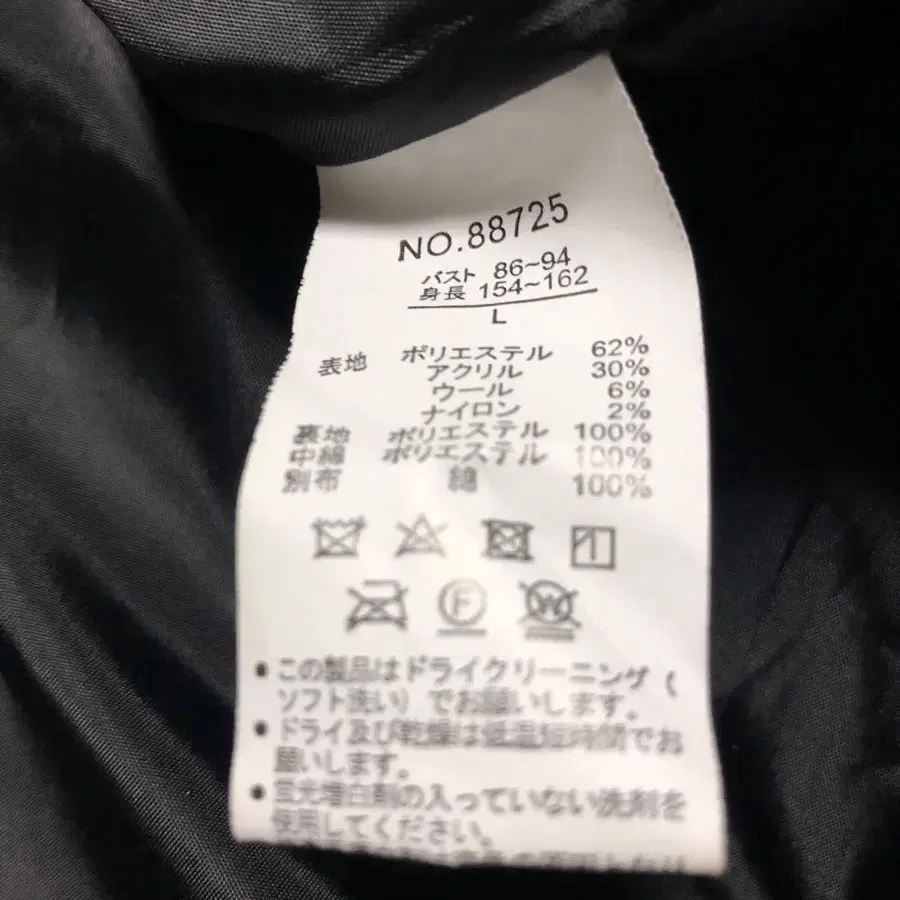 NO.88725
バスト 86~94
身長 154~162
L
表地 ポリエステル 62%
アクリル 30%
ウール 6%
ナイロン 2%
裏地 ポリエステル 100%
中綿 ポリエステル 100%
別布 綿 100%
F
W
• この製品はドライクリーニング(
ソフト洗い)でお願いします.
• ドライ及び乾燥は低温短時間でお
願いします.
• 蛍光増白剤の入っていない洗剤を
使用してください.